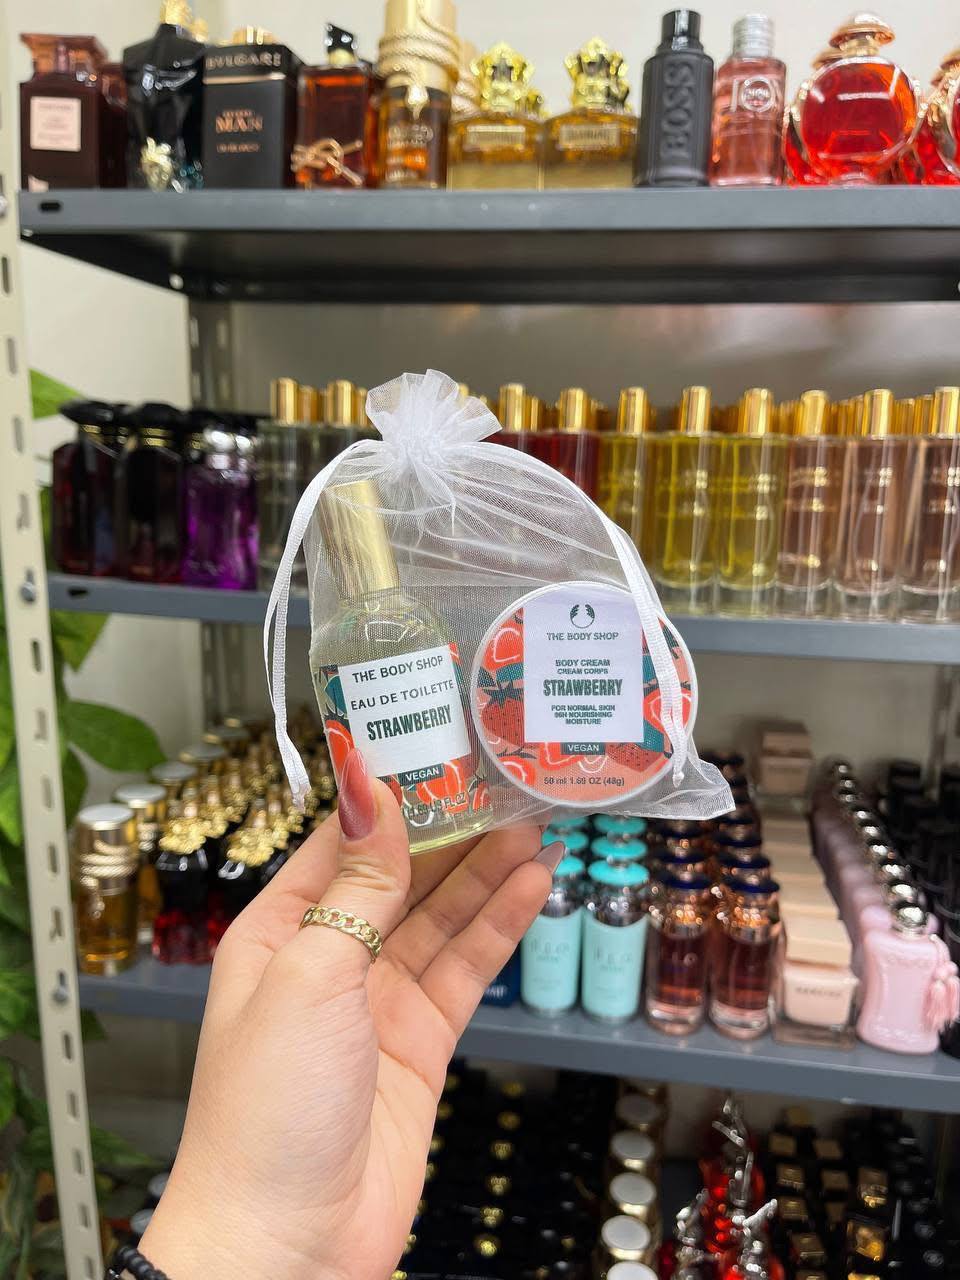 BVLGARI
MAN
BOSS
THE BODY SHOP
EAU DE TOILETTE
STRAWBERRY
VEGAN
THE BODY SHOP
BODY CREAM
CREAM CORPS
STRAWBERRY
FOR NORMAL SKIN
96H NOURISHING
MOISTURE
VEGAN
50 ml 1.69 OZ (48g)